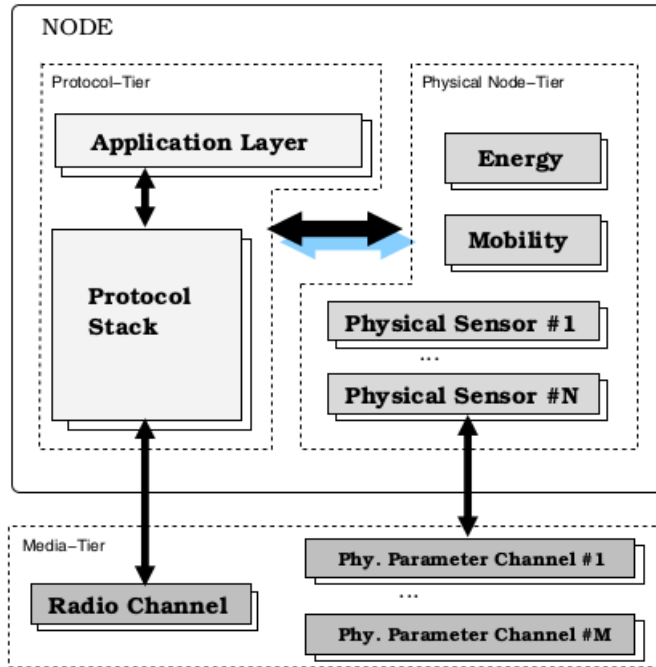 NODE
Protocol-Tier
Application Layer
Protocol
Stack
Physical Node-Tier
Energy
Mobility
Physical Sensor #1
...
Physical Sensor #N
Media-Tier
Radio Channel
Phy. Parameter Channel #1
...
Phy. Parameter Channel #M